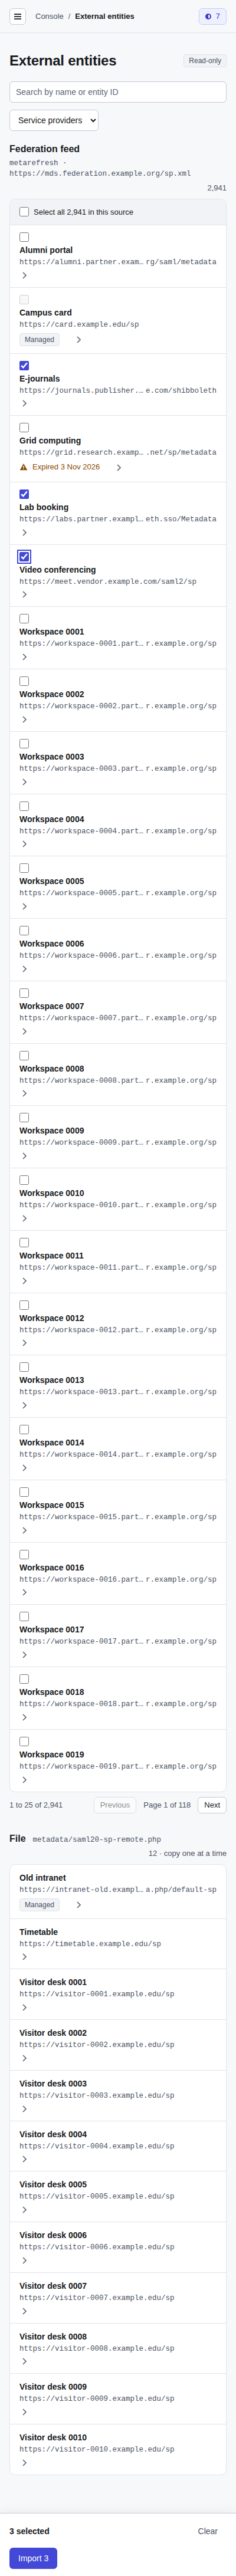 Console / External entities
7
External entities
Read-only
Search by name or entity ID
Service providers
Federation feed
metarefresh ·
https://mds.federation.example.org/sp.xml
2,941
Select all 2,941 in this source
Alumni portal
https://alumni.partner.exam… rg/saml/metadata
Campus card
https://card.example.edu/sp
Managed
E-journals
https://journals.publisher.… e.com/shibboleth
Grid computing
https://grid.research.examp… .net/sp/metadata
Expired 3 Nov 2026
Lab booking
https://labs.partner.exampl… eth.sso/Metadata
Video conferencing
https://meet.vendor.example.com/saml2/sp
Workspace 0001
https://workspace-0001.part… r.example.org/sp
Workspace 0002
https://workspace-0002.part… r.example.org/sp
Workspace 0003
https://workspace-0003.part… r.example.org/sp
Workspace 0004
https://workspace-0004.part… r.example.org/sp
Workspace 0005
https://workspace-0005.part… r.example.org/sp
Workspace 0006
https://workspace-0006.part… r.example.org/sp
Workspace 0007
https://workspace-0007.part… r.example.org/sp
Workspace 0008
https://workspace-0008.part… r.example.org/sp
Workspace 0009
https://workspace-0009.part… r.example.org/sp
Workspace 0010
https://workspace-0010.part… r.example.org/sp
Workspace 0011
https://workspace-0011.part… r.example.org/sp
Workspace 0012
https://workspace-0012.part… r.example.org/sp
Workspace 0013
https://workspace-0013.part… r.example.org/sp
Workspace 0014
https://workspace-0014.part… r.example.org/sp
Workspace 0015
https://workspace-0015.part… r.example.org/sp
Workspace 0016
https://workspace-0016.part… r.example.org/sp
Workspace 0017
https://workspace-0017.part… r.example.org/sp
Workspace 0018
https://workspace-0018.part… r.example.org/sp
Workspace 0019
https://workspace-0019.part… r.example.org/sp
1 to 25 of 2,941 Previous Page 1 of 118 Next
File metadata/saml20-sp-remote.php
12 · copy one at a time
Old intranet
https://intranet-old.exampl… a.php/default-sp
Managed
Timetable
https://timetable.example.edu/sp
Visitor desk 0001
https://visitor-0001.example.edu/sp
Visitor desk 0002
https://visitor-0002.example.edu/sp
Visitor desk 0003
https://visitor-0003.example.edu/sp
Visitor desk 0004
https://visitor-0004.example.edu/sp
Visitor desk 0005
https://visitor-0005.example.edu/sp
Visitor desk 0006
https://visitor-0006.example.edu/sp
Visitor desk 0007
https://visitor-0007.example.edu/sp
Visitor desk 0008
https://visitor-0008.example.edu/sp
Visitor desk 0009
https://visitor-0009.example.edu/sp
Visitor desk 0010
https://visitor-0010.example.edu/sp
3 selected
Clear
Import 3